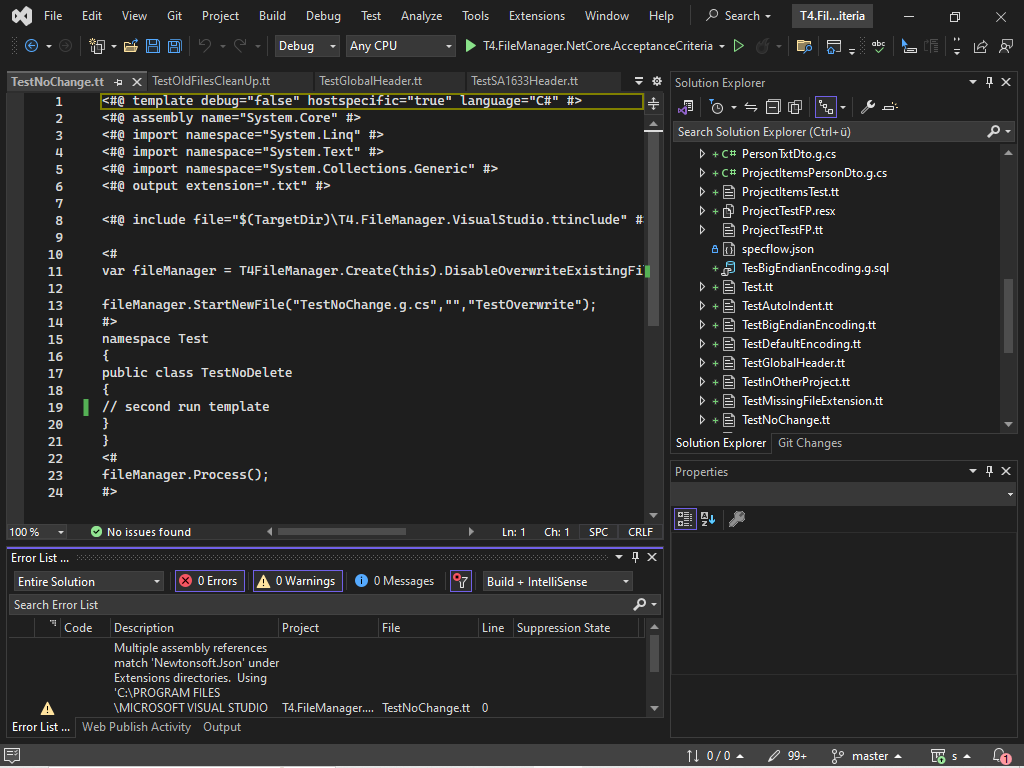 File Edit View Git Project Build Debug Test Analyze Tools Extensions Window Help Search T4.Fil...iteria
Debug Any CPU T4.FileManager.NetCore.AcceptanceCriteria
TestNoChange.tt TestOldFilesCleanUp.tt TestGlobalHeader.tt TestSA1633Header.tt
1 <#@ template debug="false" hostspecific="true" language="C#" #>
2 <#@ assembly name="System.Core" #>
3 <#@ import namespace="System.Linq" #>
4 <#@ import namespace="System.Text" #>
5 <#@ import namespace="System.Collections.Generic" #>
6 <#@ output extension=".txt" #>
7
8 <#@ include file="$(TargetDir)\T4.FileManager.VisualStudio.ttinclude" #
9
10 <#
11 var fileManager = T4FileManager.Create(this).DisableOverwriteExistingFi
12
13 fileManager.StartNewFile("TestNoChange.g.cs","","TestOverwrite");
14 #>
15 namespace Test
16 {
17 public class TestNoDelete
18 {
19 // second run template
20 }
21 }
22 <#
23 fileManager.Process();
24 #>
100 % No issues found Ln: 1 Ch: 1 SPC CRLF
Error List ...
Entire Solution 0 Errors 0 Warnings 0 Messages Build + IntelliSense
Search Error List
Code Description Project File Line Suppression State
Multiple assembly references
match 'NewtonsoftJson' under
Extensions directories. Using
'C:\PROGRAM FILES
\MICROSOFT VISUAL STUDIO T4.FileManager.... TestNoChange.tt 0
Error List ... Web Publish Activity Output
Solution Explorer
Search Solution Explorer (Ctrl+ü)
C# PersonTxtDto.g.cs
C# ProjectItemsPersonDto.g.cs
ProjectItemsTest.tt
ProjectTestFP.resx
ProjectTestFP.tt
specflow.json
TesBigEndianEncoding.g.sql
Test.tt
TestAutoIndent.tt
TestBigEndianEncoding.tt
TestDefaultEncoding.tt
TestGlobalHeader.tt
TestInOtherProject.tt
TestMissingFileExtension.tt
TestNoChange.tt
Solution Explorer Git Changes
Properties
0 / 0 99+ master s 1